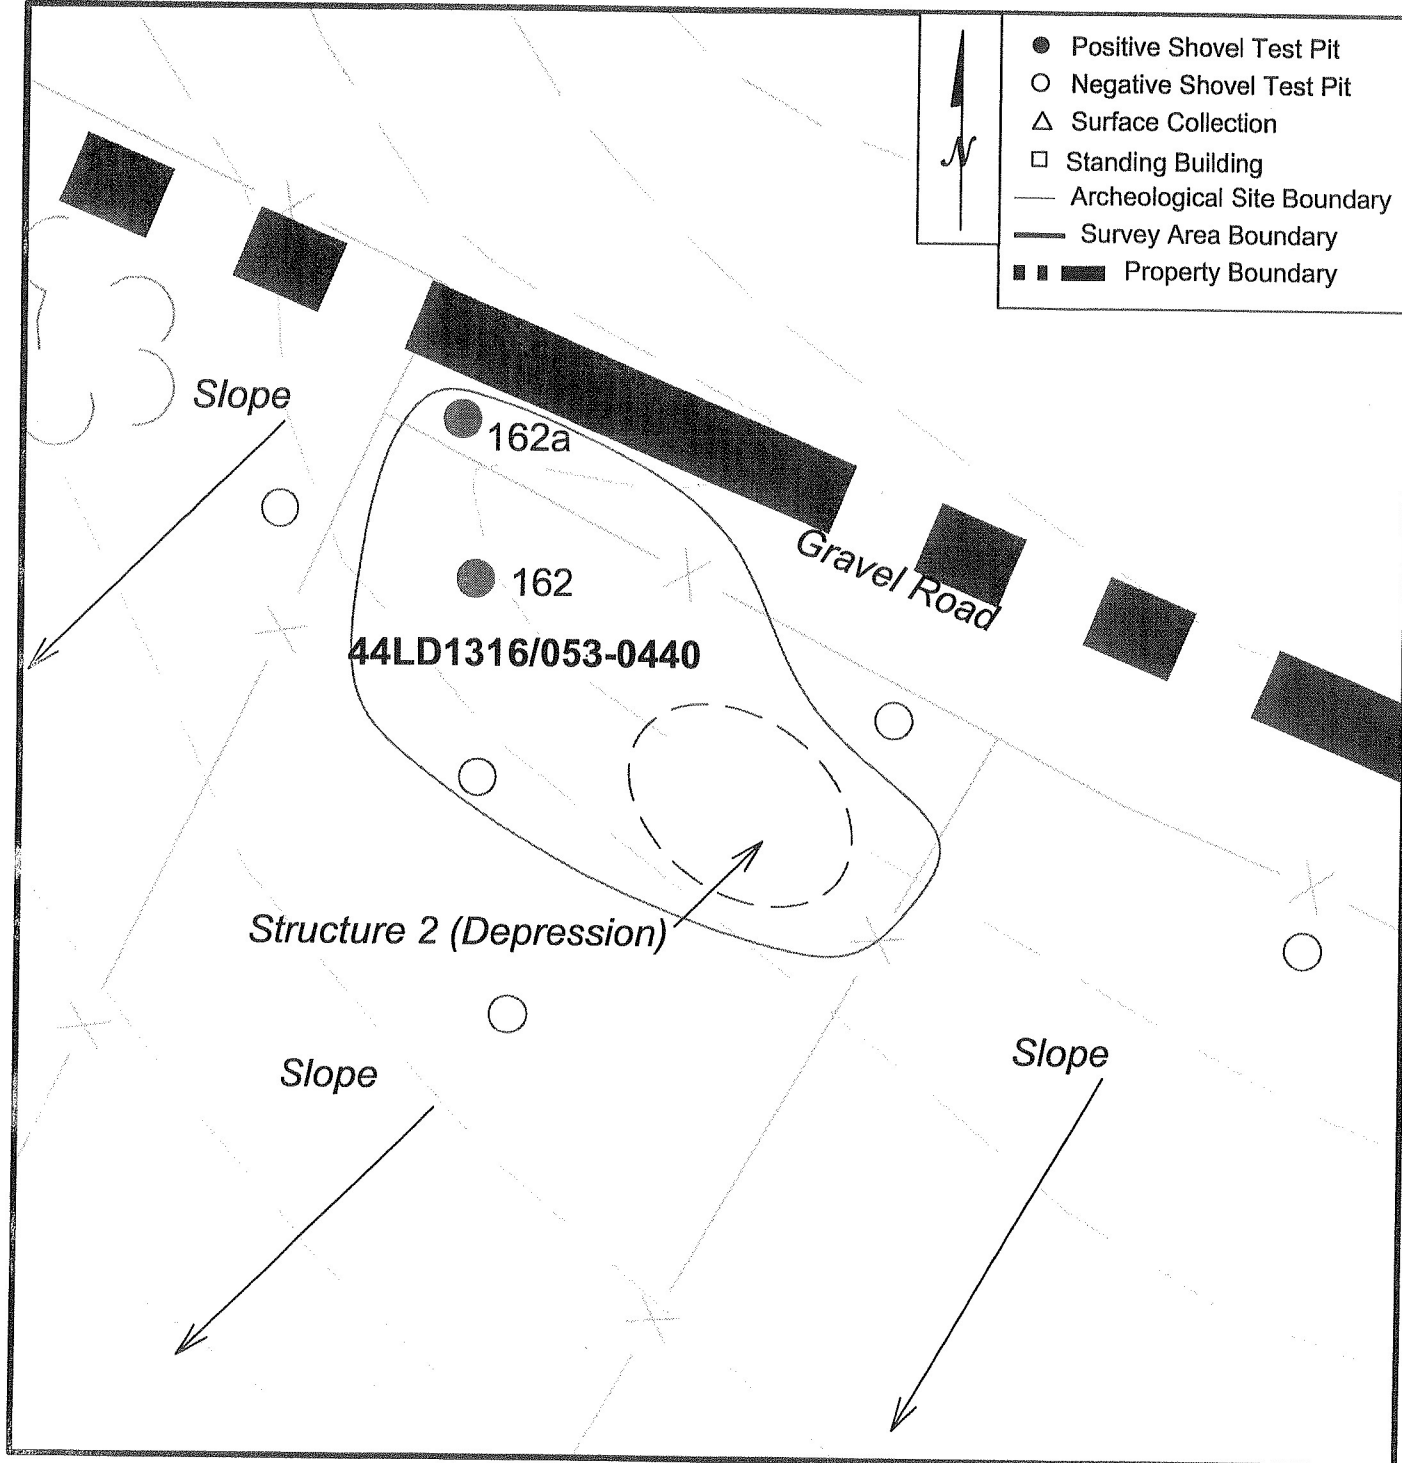 N
Positive Shovel Test Pit
Negative Shovel Test Pit
Surface Collection
Standing Building
Archeological Site Boundary
Survey Area Boundary
Property Boundary
Slope
162a
Gravel Road
162
44LD1316/053-0440
Structure 2 (Depression)
Slope
Slope